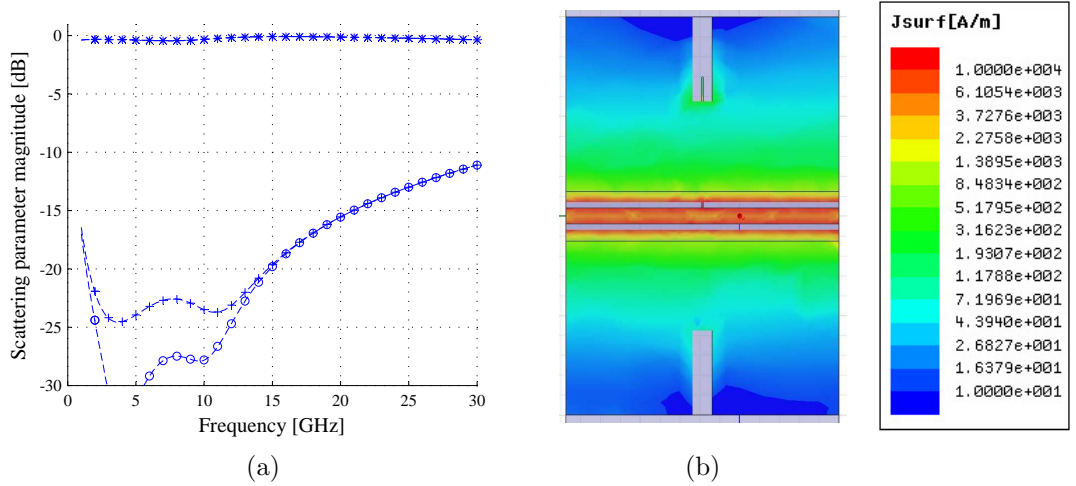 Scattering parameter magnitude [dB]
0
-5
-10
-15
-20
-25
-30
0 5 10 15 20 25 30
Frequency [GHz]
(a)
(b)
Jsurf[A/m]
1.0000e+004
6.1054e+003
3.7276e+003
2.2758e+003
1.3895e+003
8.4834e+002
5.1795e+002
3.1623e+002
1.9307e+002
1.1788e+002
7.1969e+001
4.3940e+001
2.6827e+001
1.6379e+001
1.0000e+001